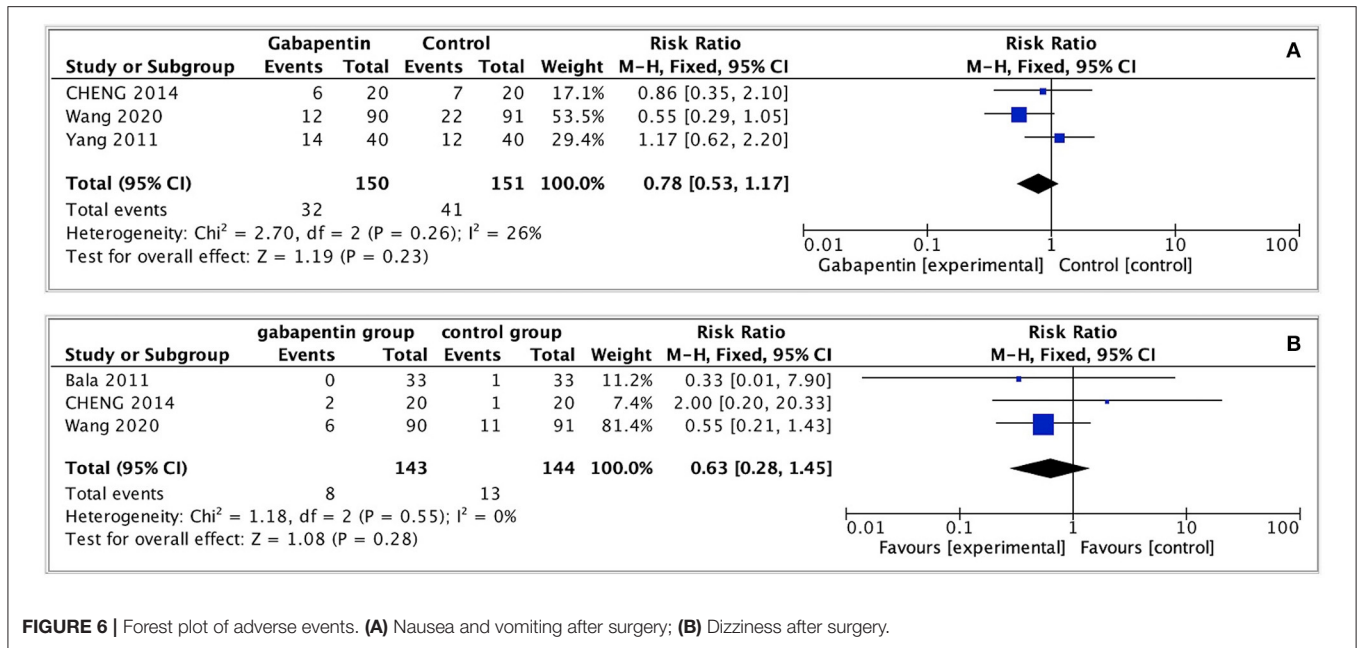 Gabapentin Control Risk Ratio Risk Ratio A
Study or Subgroup Events Total Events Total Weight M-H, Fixed, 95% CI M-H, Fixed, 95% CI
CHENG 2014 6 20 7 20 17.1% 0.86 [0.35, 2.10]
Wang 2020 12 90 22 91 53.5% 0.55 [0.29, 1.05]
Yang 2011 14 40 12 40 29.4% 1.17 [0.62, 2.20]
Total (95% CI) 150 151 100.0% 0.78 [0.53, 1.17]
Total events 32 41
Heterogeneity: Chi² = 2.70, df = 2 (P = 0.26); I² = 26%
Test for overall effect: Z = 1.19 (P = 0.23)
0.01 0.1 1 10 100
Gabapentin [experimental] Control [control]
gabapentin group control group Risk Ratio Risk Ratio B
Study or Subgroup Events Total Events Total Weight M-H, Fixed, 95% CI M-H, Fixed, 95% CI
Bala 2011 0 33 1 33 11.2% 0.33 [0.01, 7.90]
CHENG 2014 2 20 1 20 7.4% 2.00 [0.20, 20.33]
Wang 2020 6 90 11 91 81.4% 0.55 [0.21, 1.43]
Total (95% CI) 143 144 100.0% 0.63 [0.28, 1.45]
Total events 8 13
Heterogeneity: Chi² = 1.18, df = 2 (P = 0.55); I² = 0%
Test for overall effect: Z = 1.08 (P = 0.28)
0.01 0.1 1 10 100
Favours [experimental] Favours [control]
FIGURE 6 | Forest plot of adverse events. (A) Nausea and vomiting after surgery; (B) Dizziness after surgery.